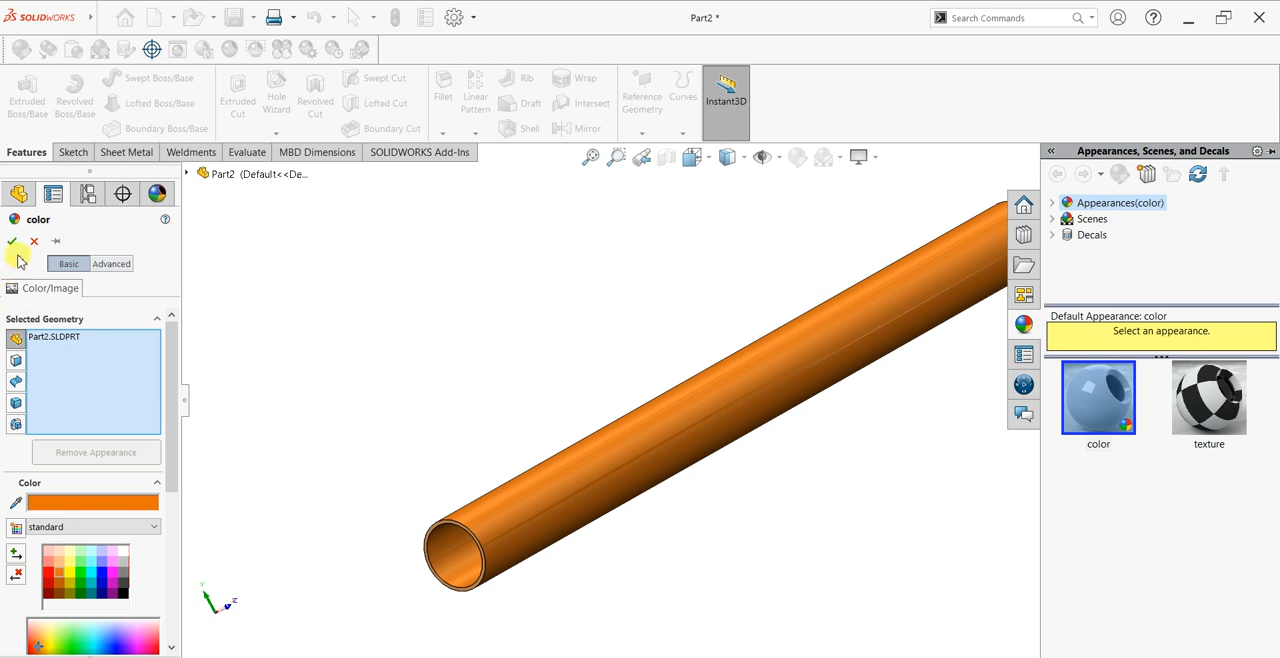 SOLIDWORKS
Part2 *
Search Commands
Extruded Boss/Base
Revolved Boss/Base
Swept Boss/Base
Lofted Boss/Base
Boundary Boss/Base
Extruded Cut
Hole Wizard
Revolved Cut
Swept Cut
Lofted Cut
Boundary Cut
Fillet
Linear Pattern
Rib
Draft
Shell
Wrap
Intersect
Mirror
Reference Geometry
Curves
Instant3D
Features
Sketch
Sheet Metal
Weldments
Evaluate
MBD Dimensions
SOLIDWORKS Add-Ins
Part2 (Default<<De...
color
Basic
Advanced
Color/Image
Selected Geometry
Part2.SLDPRT
Remove Appearance
Color
standard
Y
Z
Appearances, Scenes, and Decals
Appearances(color)
Scenes
Decals
Default Appearance: color
Select an appearance.
color
texture